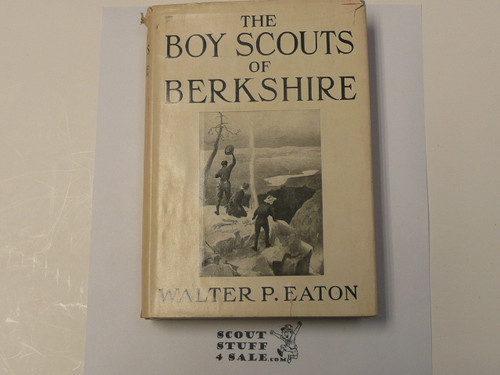 THE
BOY SCOUTS
OF
BERKSHIRE
WALTER P. EATON
SCOUT
STUFF
4 SALE.COM